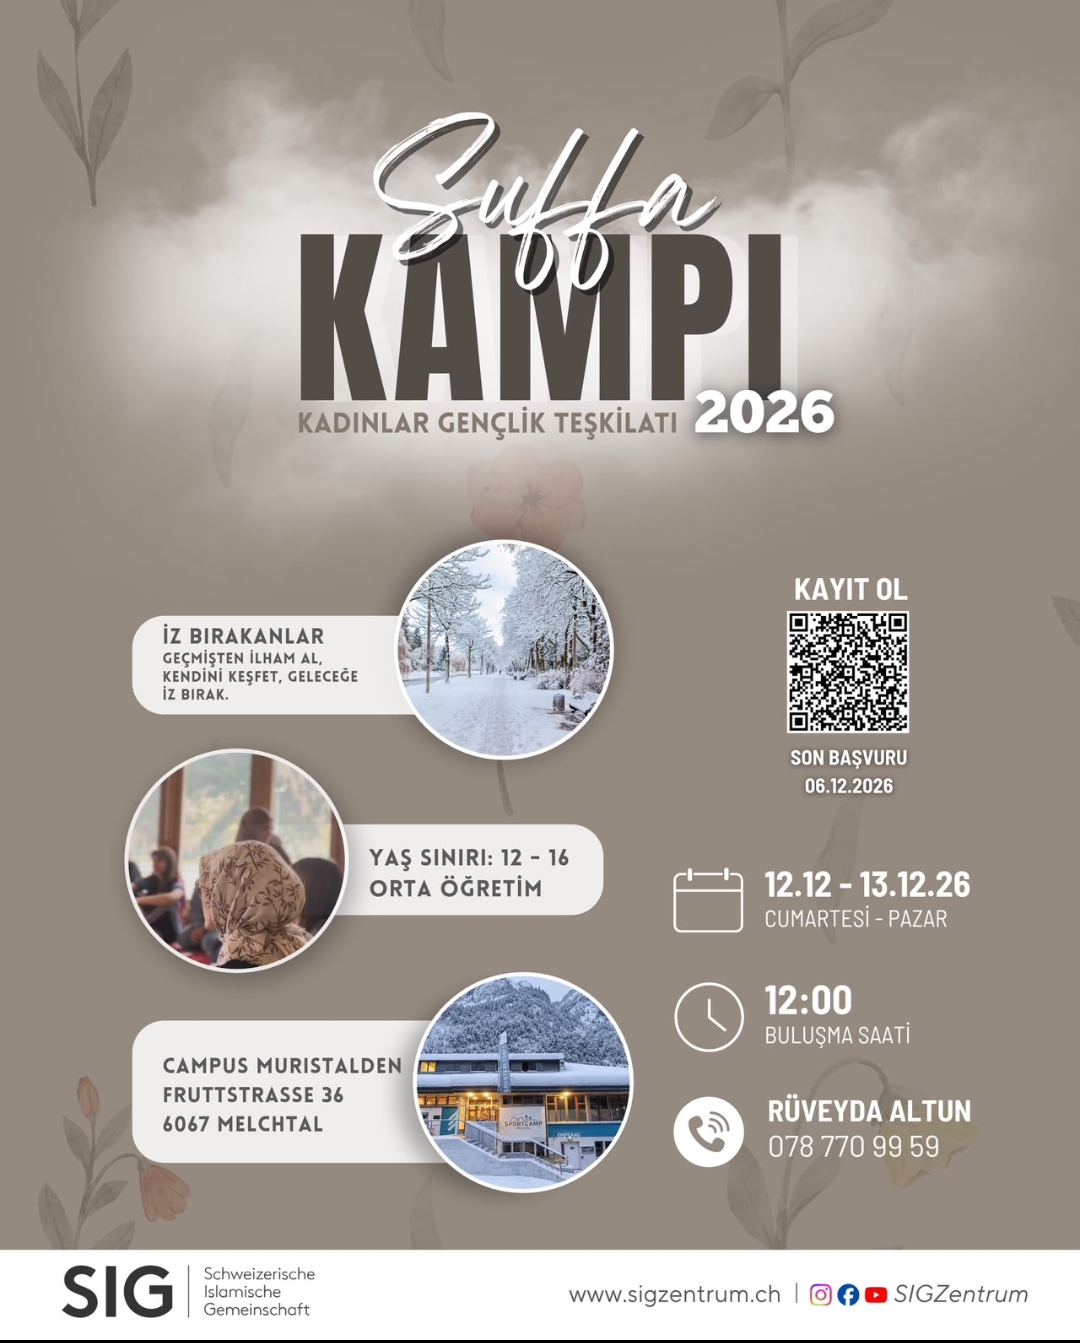 Suffa
KAMPI
KADINLAR GENÇLİK TEŞKİLATI 2026
İZ BIRAKANLAR
GEÇMİŞTEN İLHAM AL,
KENDİNİ KEŞFET, GELECEĞE
İZ BIRAK.
KAYIT OL
SON BAŞVURU
06.12.2026
YAŞ SINIRI: 12 - 16
ORTA ÖĞRETİM
12.12 - 13.12.26
CUMARTESİ - PAZAR
12:00
BULUŞMA SAATİ
CAMPUS MURISTALDEN
FRUTTSTRASSE 36
6067 MELCHTAL
SPORTCAMP
RÜVEYDA ALTUN
078 770 99 59
SIG
Schweizerische
Islamische
Gemeinschaft
www.sigzentrum.ch | SIGZentrum